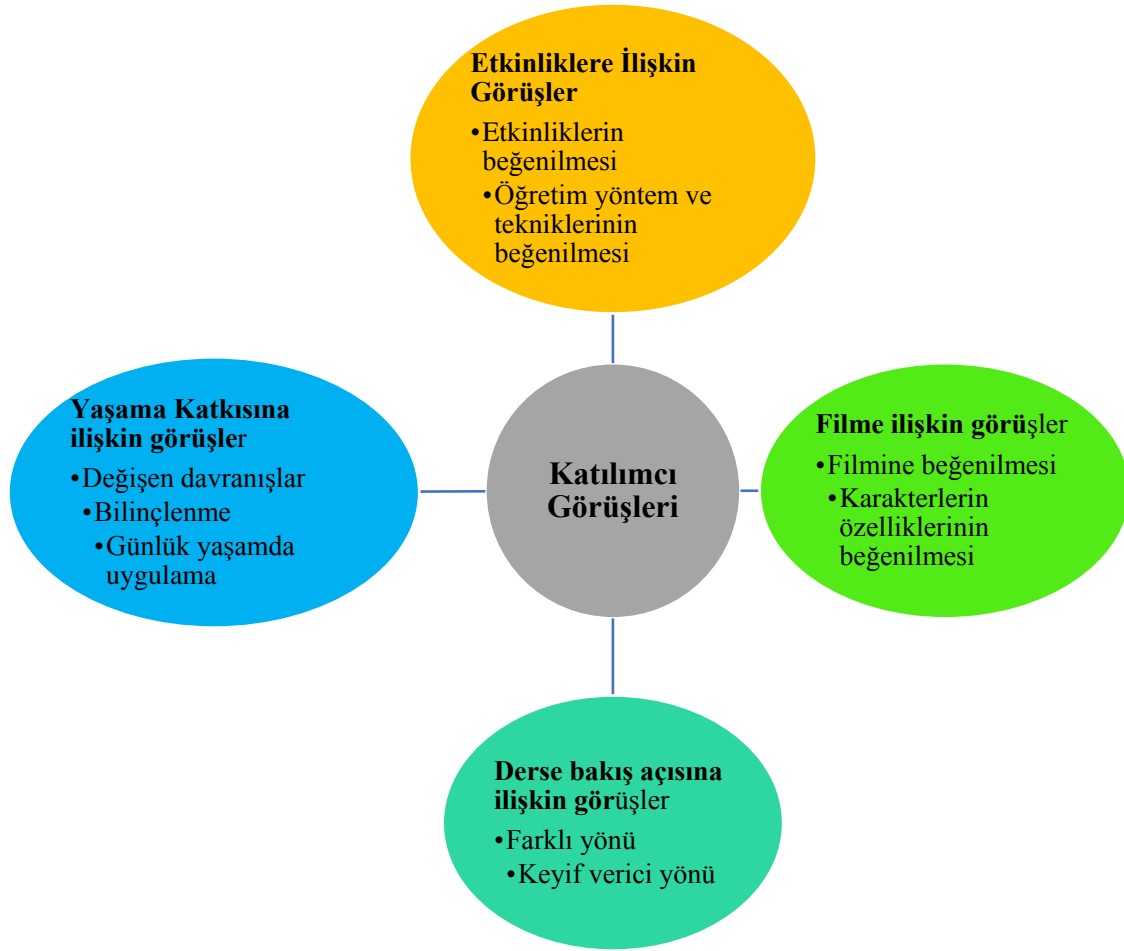 Etkinliklere İlişkin
Görüşler
•Etkinliklerin
beğenilmesi
•Öğretim yöntem ve
tekniklerinin
beğenilmesi
Yaşama Katkısına
ilişkin görüşler
•Değişen davranışlar
•Bilinçlenme
•Günlük yaşamda
uygulama
Katılımcı
Görüşleri
Filme ilişkin görüşler
•Filmine beğenilmesi
•Karakterlerin
özelliklerinin
beğenilmesi
Derse bakış açısına
ilişkin görüşler
•Farklı yönü
•Keyif verici yönü